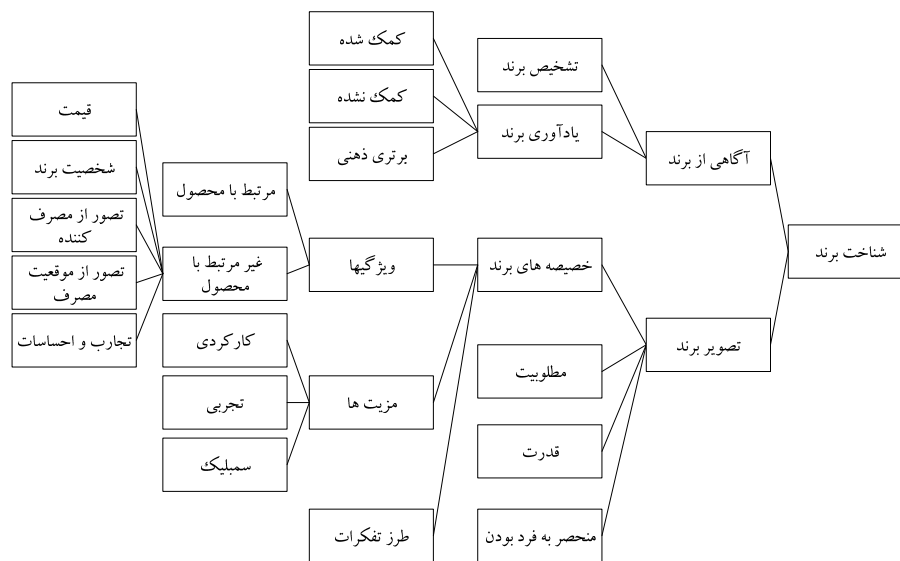 شناخت برند
آگاهی از برند
تشخیص برند
یادآوری برند
کمک شده
کمک نشده
برتری ذهنی
تصویر برند
خصیصه های برند
مطلوبیت
قدرت
منحصر به فرد بودن
ویژگیها
مزیت ها
طرز تفکرات
مرتبط با محصول
غیر مرتبط با
محصول
کارکردی
تجربی
سمبلیک
قیمت
شخصیت برند
تصور از مصرف
کننده
تصور از موقعیت
مصرف
تجارب و احساسات